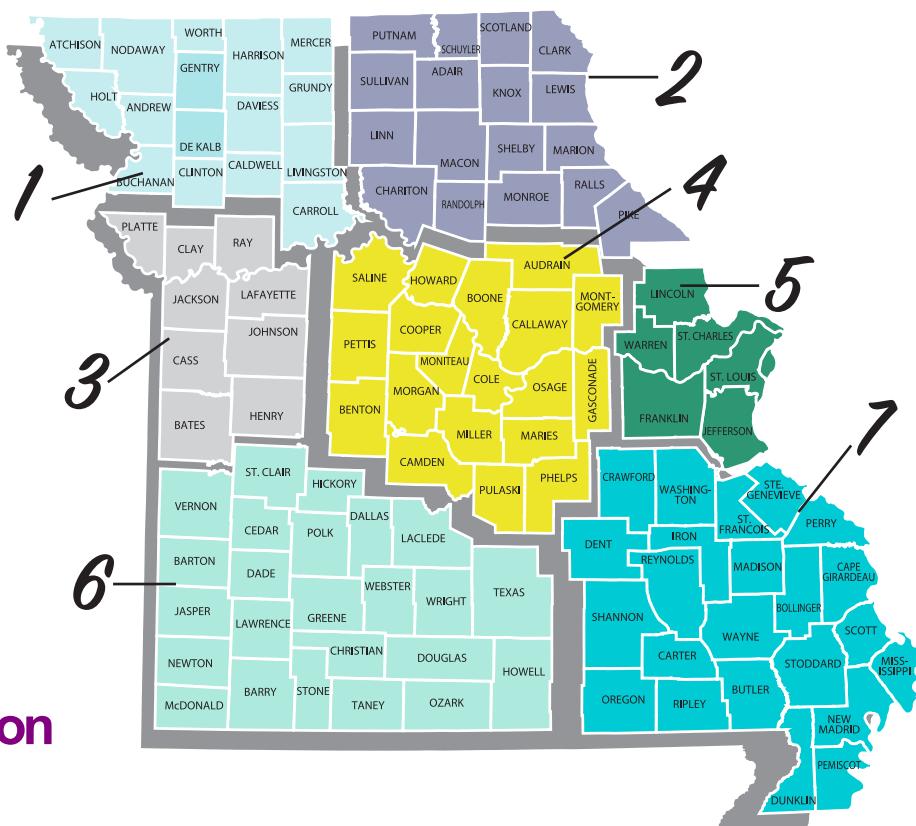 ATCHISON
NODAWAY
WORTH
HARRISON
MERCER
GENTRY
HOLT
ANDREW
DAVIESS
GRUNDY
DE KALB
BUCHANAN
CLINTON
CALDWELL
LIVINGSTON
CARROLL
1
PUTNAM
SCHUYLER
SCOTLAND
CLARK
SULLIVAN
ADAIR
KNOX
LEWIS
LINN
MACON
SHELBY
MARION
CHARITON
RANDOLPH
MONROE
RALLS
PIKE
2
PLATTE
CLAY
RAY
JACKSON
LAFAYETTE
JOHNSON
CASS
BATES
HENRY
3
SALINE
HOWARD
BOONE
AUDRAIN
MONT-
GOMERY
COOPER
CALLAWAY
PETTIS
MONITEAU
COLE
OSAGE
GASCONADE
MORGAN
BENTON
MILLER
MARIES
CAMDEN
PULASKI
PHELPS
4
LINCOLN
WARREN
ST. CHARLES
ST. LOUIS
FRANKLIN
JEFFERSON
5
ST. CLAIR
HICKORY
VERNON
CEDAR
POLK
DALLAS
LACLEDE
BARTON
DADE
WEBSTER
WRIGHT
TEXAS
JASPER
LAWRENCE
GREENE
CHRISTIAN
DOUGLAS
HOWELL
NEWTON
McDONALD
BARRY
STONE
TANEY
OZARK
6
CRAWFORD
WASHING-
TON
STE.
GENEVIEVE
ST.
FRANCOIS
PERRY
DENT
IRON
REYNOLDS
MADISON
CAPE
GIRARDEAU
BOLLINGER
SHANNON
WAYNE
SCOTT
CARTER
STODDARD
MISS-
ISSIPPI
OREGON
RIPLEY
BUTLER
NEW
MADRID
PEMISCOT
DUNKLIN
7
on